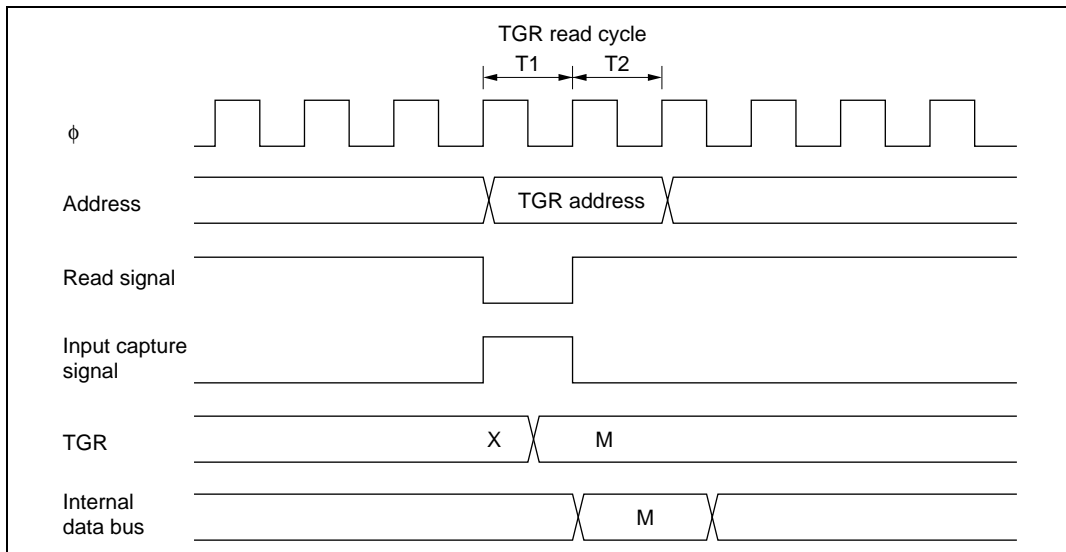 TGR read cycle
T1 T2
φ
Address TGR address
Read signal
Input capture
signal
TGR X M
Internal
data bus M